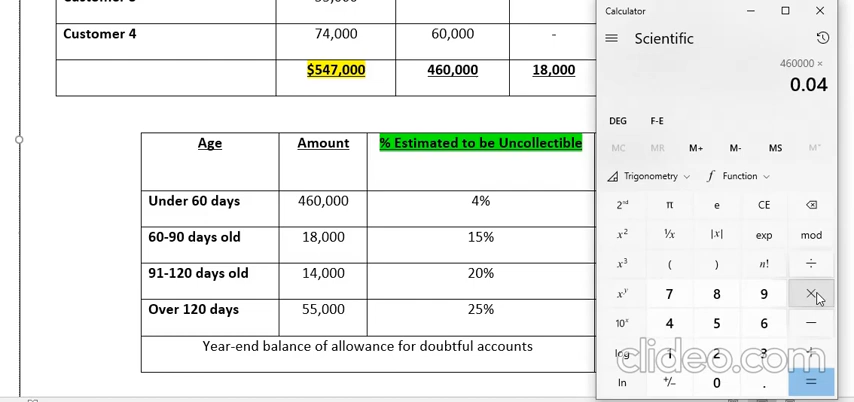 Customer 4 74,000 60,000 -
$547,000 460,000 18,000
Age Amount % Estimated to be Uncollectible
Under 60 days 460,000 4%
60-90 days old 18,000 15%
91-120 days old 14,000 20%
Over 120 days 55,000 25%
Year-end balance of allowance for doubtful accounts
Calculator
Scientific
460000 ×
0.04
DEG F-E
MC MR M+ M- MS M˅
Trigonometry Function
2ⁿᵈ π e CE
x² ¹/x |x| exp mod
x³ ( ) n! ÷
xʸ 7 8 9 ×
10ˣ 4 5 6 −
log 1 2 3 +
ln +/− 0 . =
clideo.com